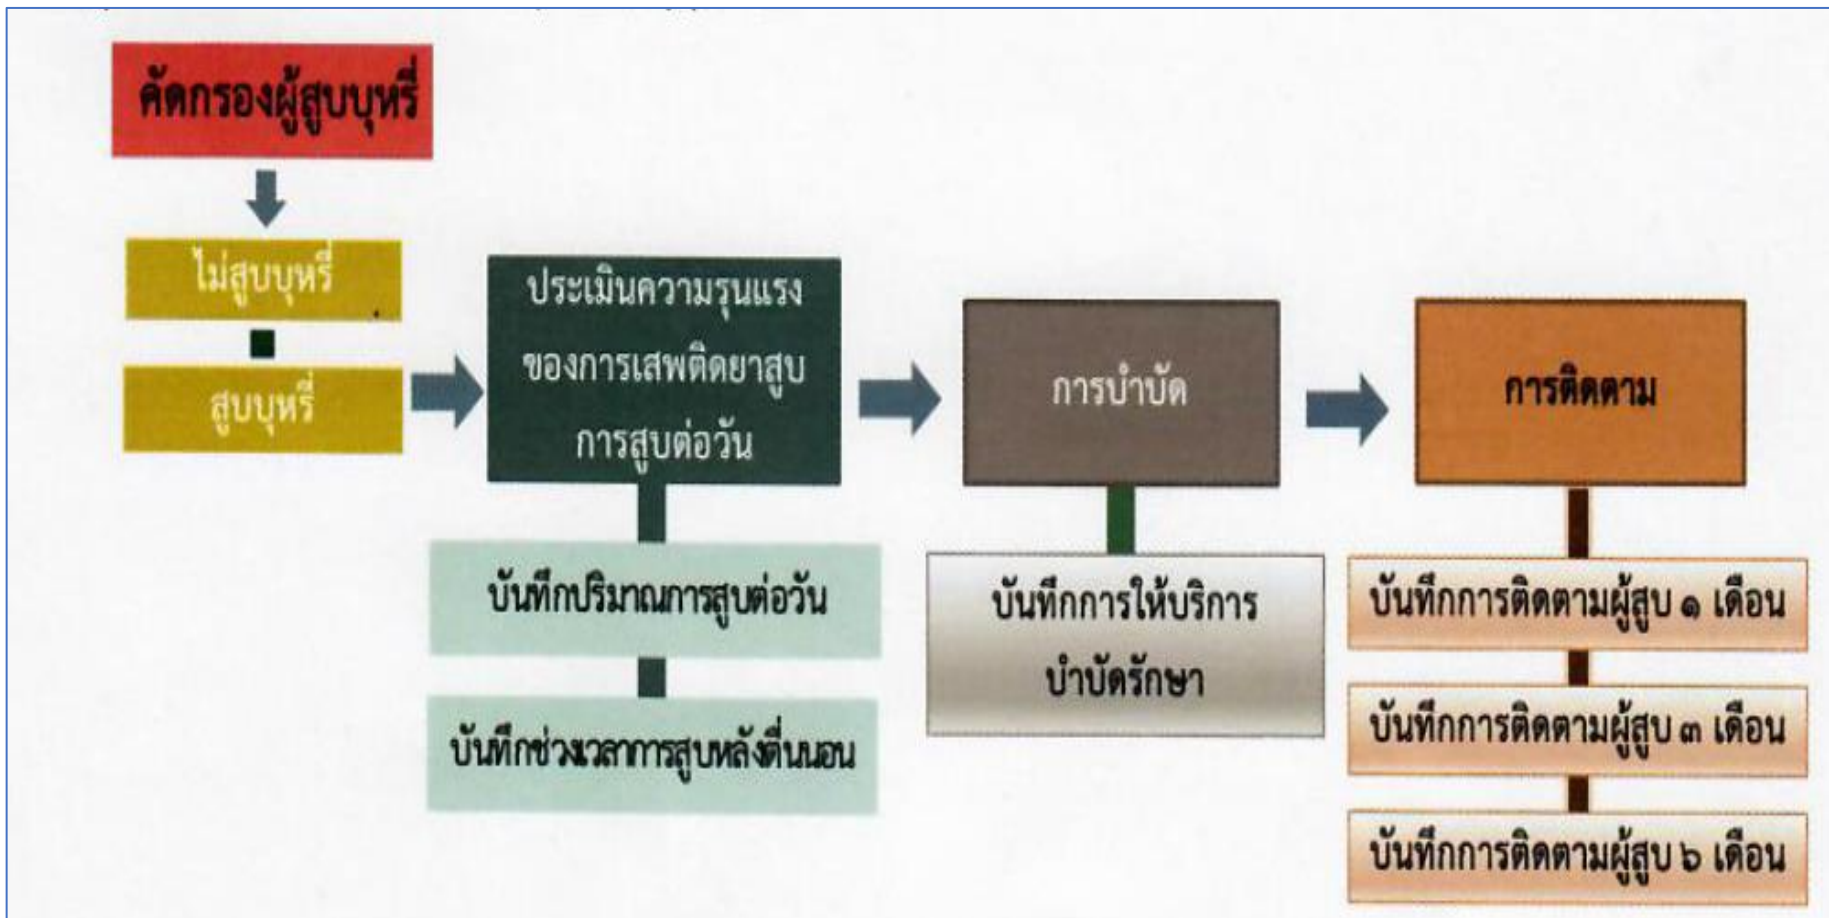 คัดกรองผู้สูบบุหรี่
ไม่สูบบุหรี่
สูบบุหรี่
ประเมินความรุนแรง
ของการเสพติดยาสูบ
การสูบต่อวัน
บันทึกปริมาณการสูบต่อวัน
บันทึกช่วงเวลาการสูบหลังตื่นนอน
การบำบัด
บันทึกการให้บริการ
บำบัดรักษา
การติดตาม
บันทึกการติดตามผู้สูบ ๑ เดือน
บันทึกการติดตามผู้สูบ ๓ เดือน
บันทึกการติดตามผู้สูบ ๖ เดือน